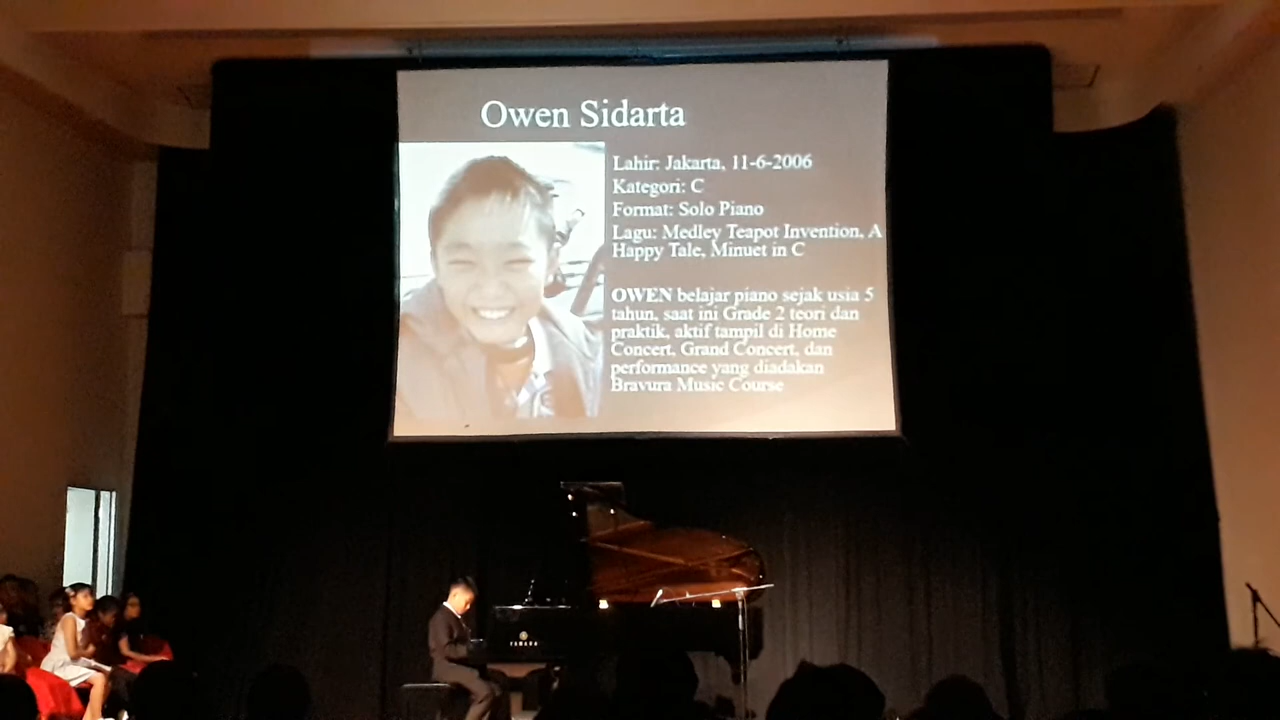 Owen Sidarta
Lahir: Jakarta, 11-6-2006
Kategori: C
Format: Solo Piano
Lagu: Medley Teapot Invention, A
Happy Tale, Minuet in C
OWEN belajar piano sejak usia 5
tahun, saat ini Grade 2 teori dan
praktik, aktif tampil di Home
Concert, Grand Concert, dan
performance yang diadakan
Bravura Music Course
YAMAHA